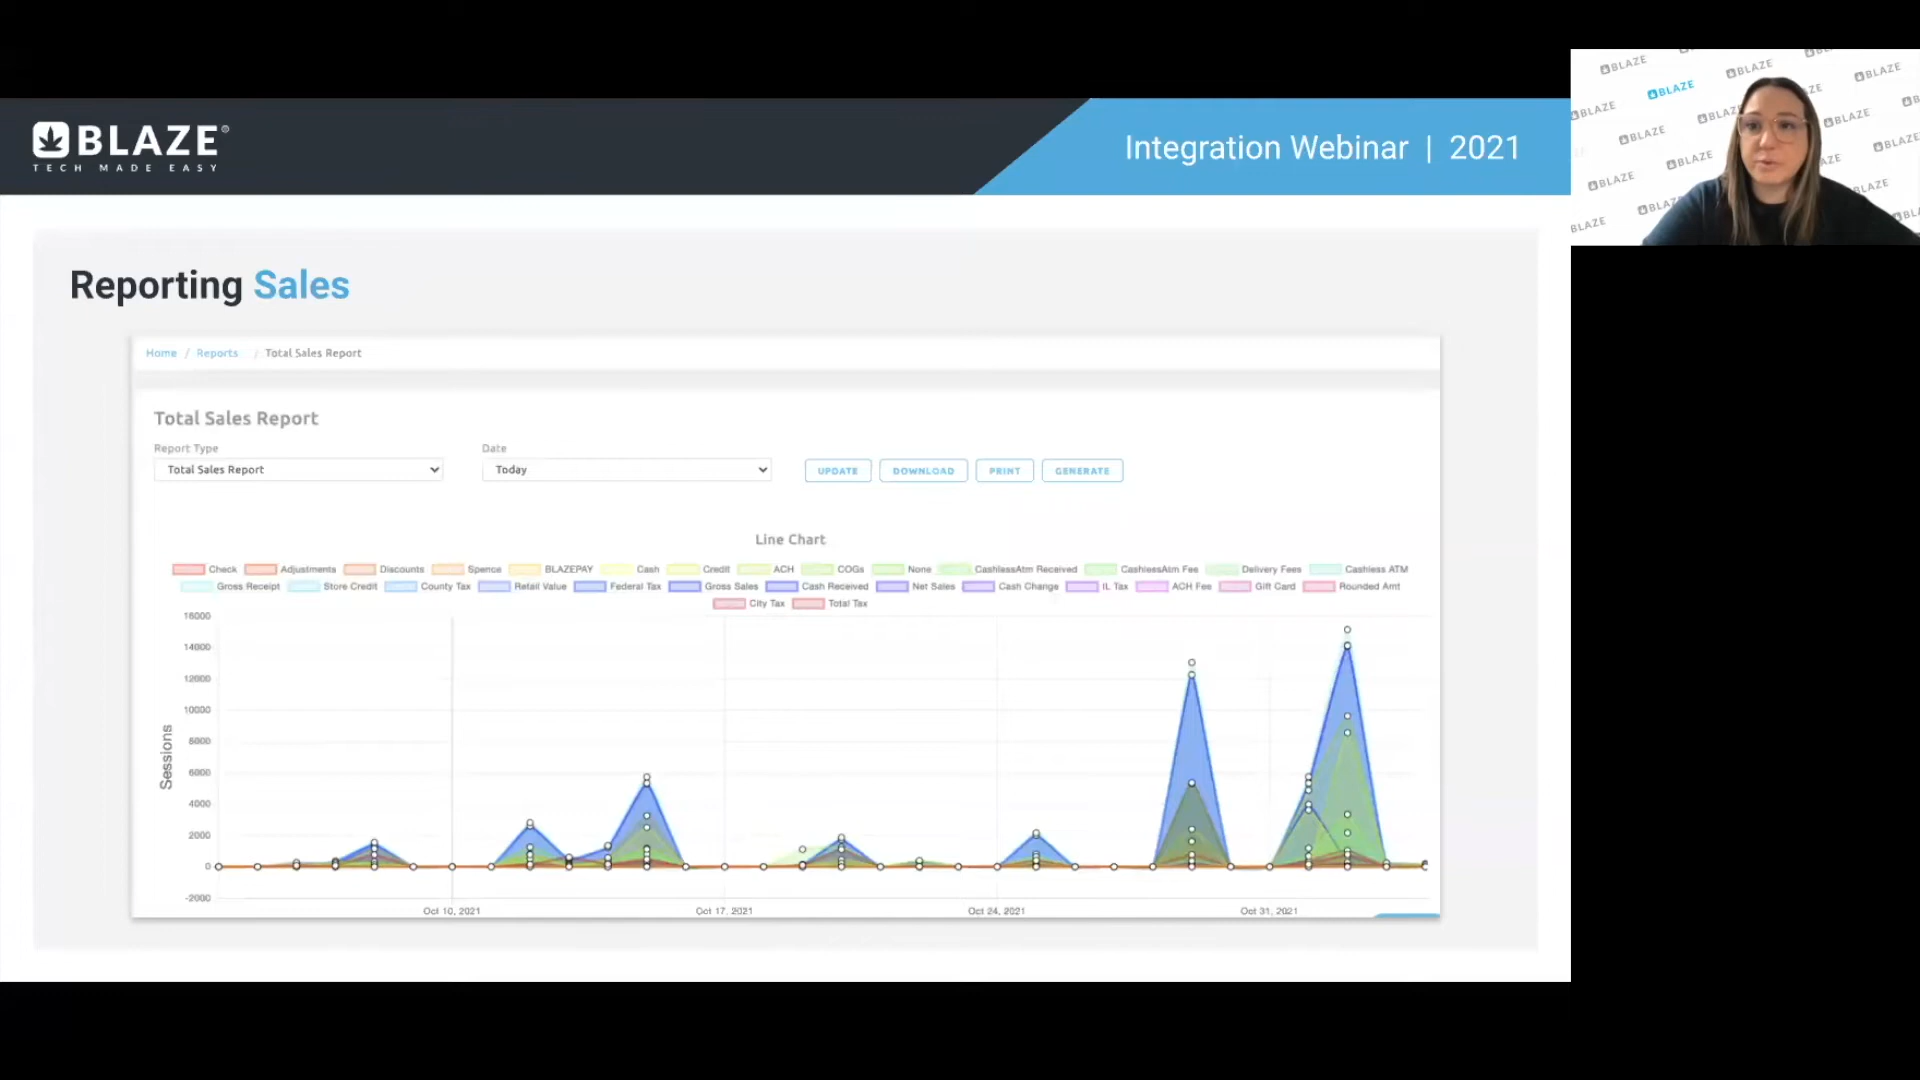 BLAZE®
TECH MADE EASY
Integration Webinar | 2021
BLAZE
Reporting Sales
Home / Reports / Total Sales Report
Total Sales Report
Report Type
Date
Total Sales Report
Today
UPDATE DOWNLOAD PRINT GENERATE
Line Chart
Check Adjustments Discounts Spence BLAZEPAY Cash Credit ACH COGs None CashlessAtm Received CashlessAtm Fee Delivery Fees Cashless ATM
Gross Receipt Store Credit County Tax Retail Value Federal Tax Gross Sales Cash Received Net Sales Cash Change IL Tax ACH Fee Gift Card Rounded Amt
City Tax Total Tax
Sessions
16000
14000
12000
10000
8000
6000
4000
2000
0
-2000
Oct 10, 2021 Oct 17, 2021 Oct 24, 2021 Oct 31, 2021